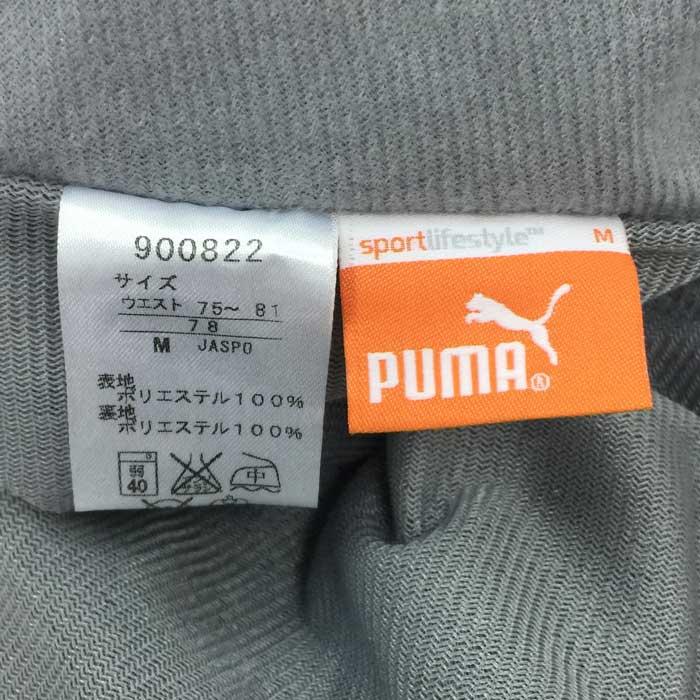 900822
サイズ
ウエスト 75～ 81
78
M JASPO
表地
ポリエステル100%
裏地
ポリエステル100%
弱
40
中
sportlifestyle™ M
PUMA®